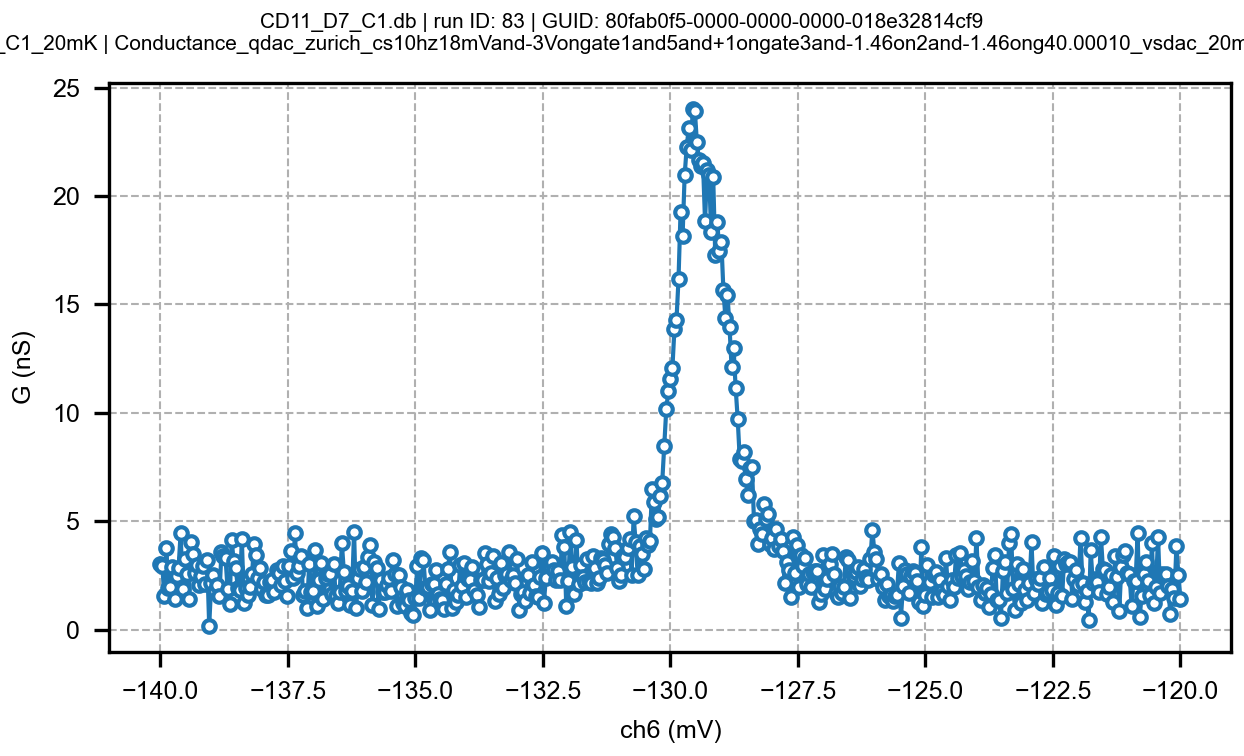 CD11_D7_C1.db | run ID: 83 | GUID: 80fab0f5-0000-0000-0000-018e32814cf9
_C1_20mK | Conductance_qdac_zurich_cs10hz18mVand-3Vongate1and5and+1ongate3and-1.46on2and-1.46ong40.00010_vsdac_20m
25
20
15
10
5
0
G (nS)
−140.0 −137.5 −135.0 −132.5 −130.0 −127.5 −125.0 −122.5 −120.0
ch6 (mV)